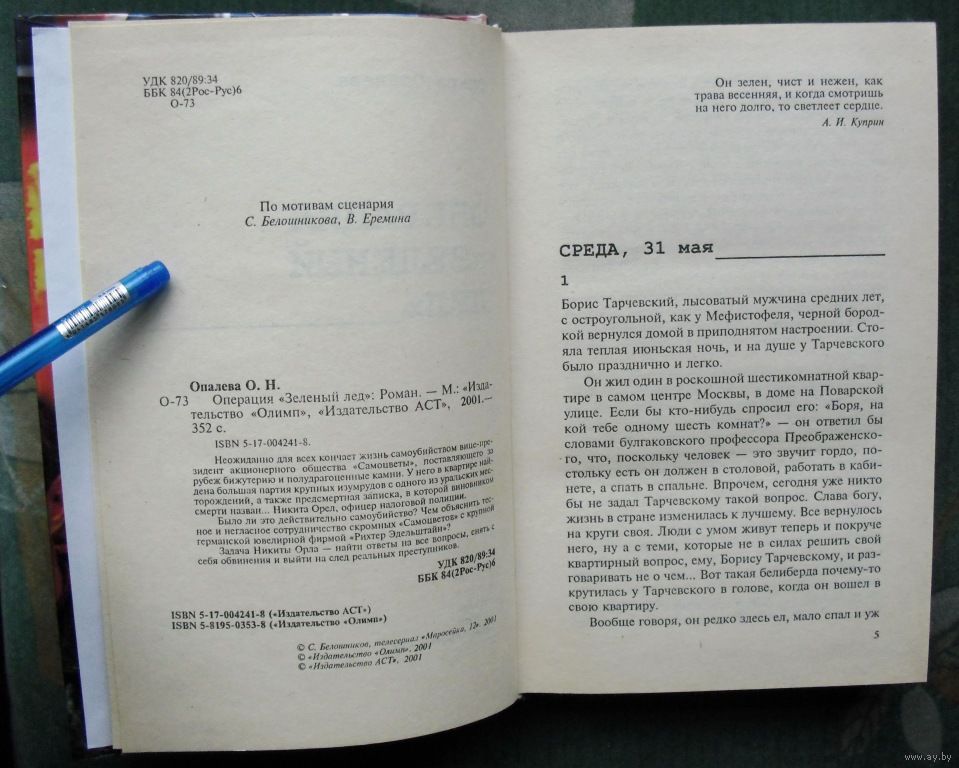 УДК 820/89:34
ББК 84(2Рос-Рус)6
О-73
По мотивам сценария
С. Белошникова, В. Еремина
Опалева О. Н.
О-73 Операция «Зеленый лед»: Роман. — М.: «Изда-
тельство «Олимп», «Издательство АСТ», 2001.—
352 с.
ISBN 5-17-004241-8.
Неожиданно для всех кончает жизнь самоубийством вице-пре-
зидент акционерного общества «Самоцветы», поставляющего за
рубеж бижутерию и полудрагоценные камни. У него в квартире най-
дена большая партия крупных изумрудов с одного из уральских мес-
торождений, а также предсмертная записка, в которой виновником
смерти назван... Никита Орел, офицер налоговой полиции.
Было ли это действительно самоубийство? Чем объяснить тес-
ное и негласное сотрудничество скромных «Самоцветов» с крупной
германской ювелирной фирмой «Рихтер Эдельштайн»?
Задача Никиты Орла — найти ответы на все вопросы, снять с
себя обвинения и выйти на след реальных преступников.
УДК 820/89:34
ББК 84(2Рос-Рус)6
ISBN 5-17-004241-8 («Издательство АСТ»)
ISBN 5-8195-0353-8 («Издательство «Олимп»)
© С. Белошников, телесериал «Маросейка, 12». 2001
© «Издательство «Олимп». 2001
© «Издательство АСТ». 2001
Он зелен, чист и нежен, как
трава весенняя, и когда смотришь
на него долго, то светлеет сердце.
А. И. Куприн
СРЕДА, 31 мая
1
Борис Тарчевский, лысоватый мужчина средних лет,
с остроугольной, как у Мефистофеля, черной бород-
кой вернулся домой в приподнятом настроении. Сто-
яла теплая июньская ночь, и на душе у Тарчевского
было празднично и легко.
Он жил один в роскошной шестикомнатной квар-
тире в самом центре Москвы, в доме на Поварской
улице. Если бы кто-нибудь спросил его: «Боря, на
кой тебе одному шесть комнат?» — он ответил бы
словами булгаковского профессора Преображенско-
го, что, поскольку человек — это звучит гордо, по-
стольку есть он должен в столовой, работать в каби-
нете, а спать в спальне. Впрочем, сегодня уже никто
бы не задал Тарчевскому такой вопрос. Слава богу,
жизнь в стране изменилась к лучшему. Все вернулось
на круги своя. Люди с умом живут теперь и покруче
него, ну а с теми, которые не в силах решить свой
квартирный вопрос, ему, Борису Тарчевскому, и раз-
говаривать не о чем... Вот такая белиберда почему-то
крутилась у Тарчевского в голове, когда он вошел в
свою квартиру.
Вообще говоря, он редко здесь ел, мало спал и уж
5
www.ay.by